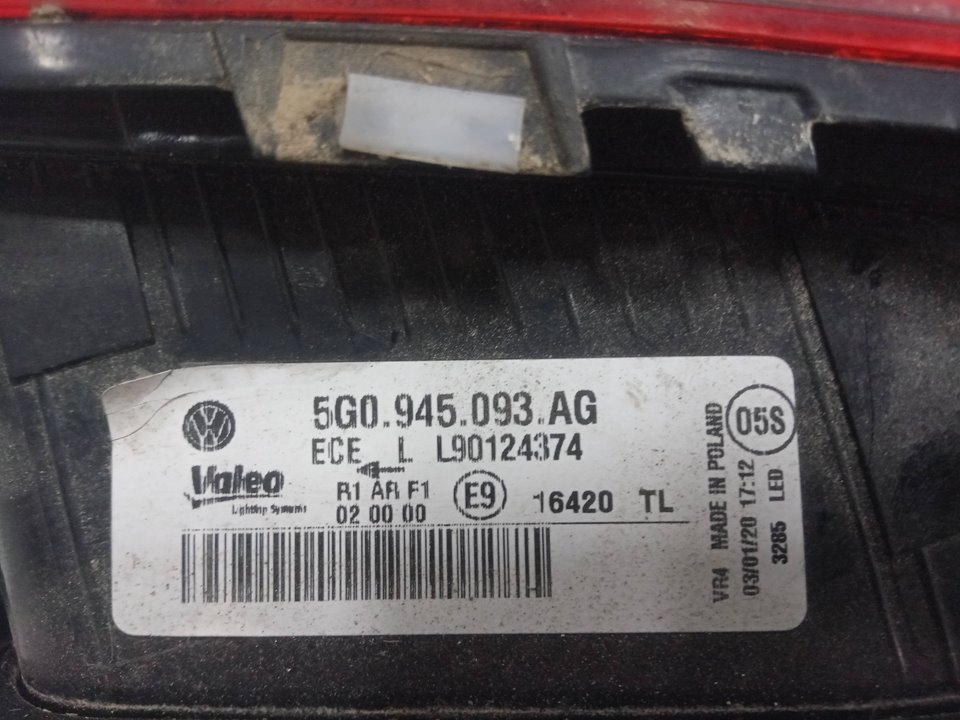 5G0.945.093.AG
ECE L L90124374
Valeo
Lighting Systems
R1 AR F1
02 00 00
E9
16420 TL
05S
VR4 MADE IN POLAND
03/01/20 17:12
3285 LED